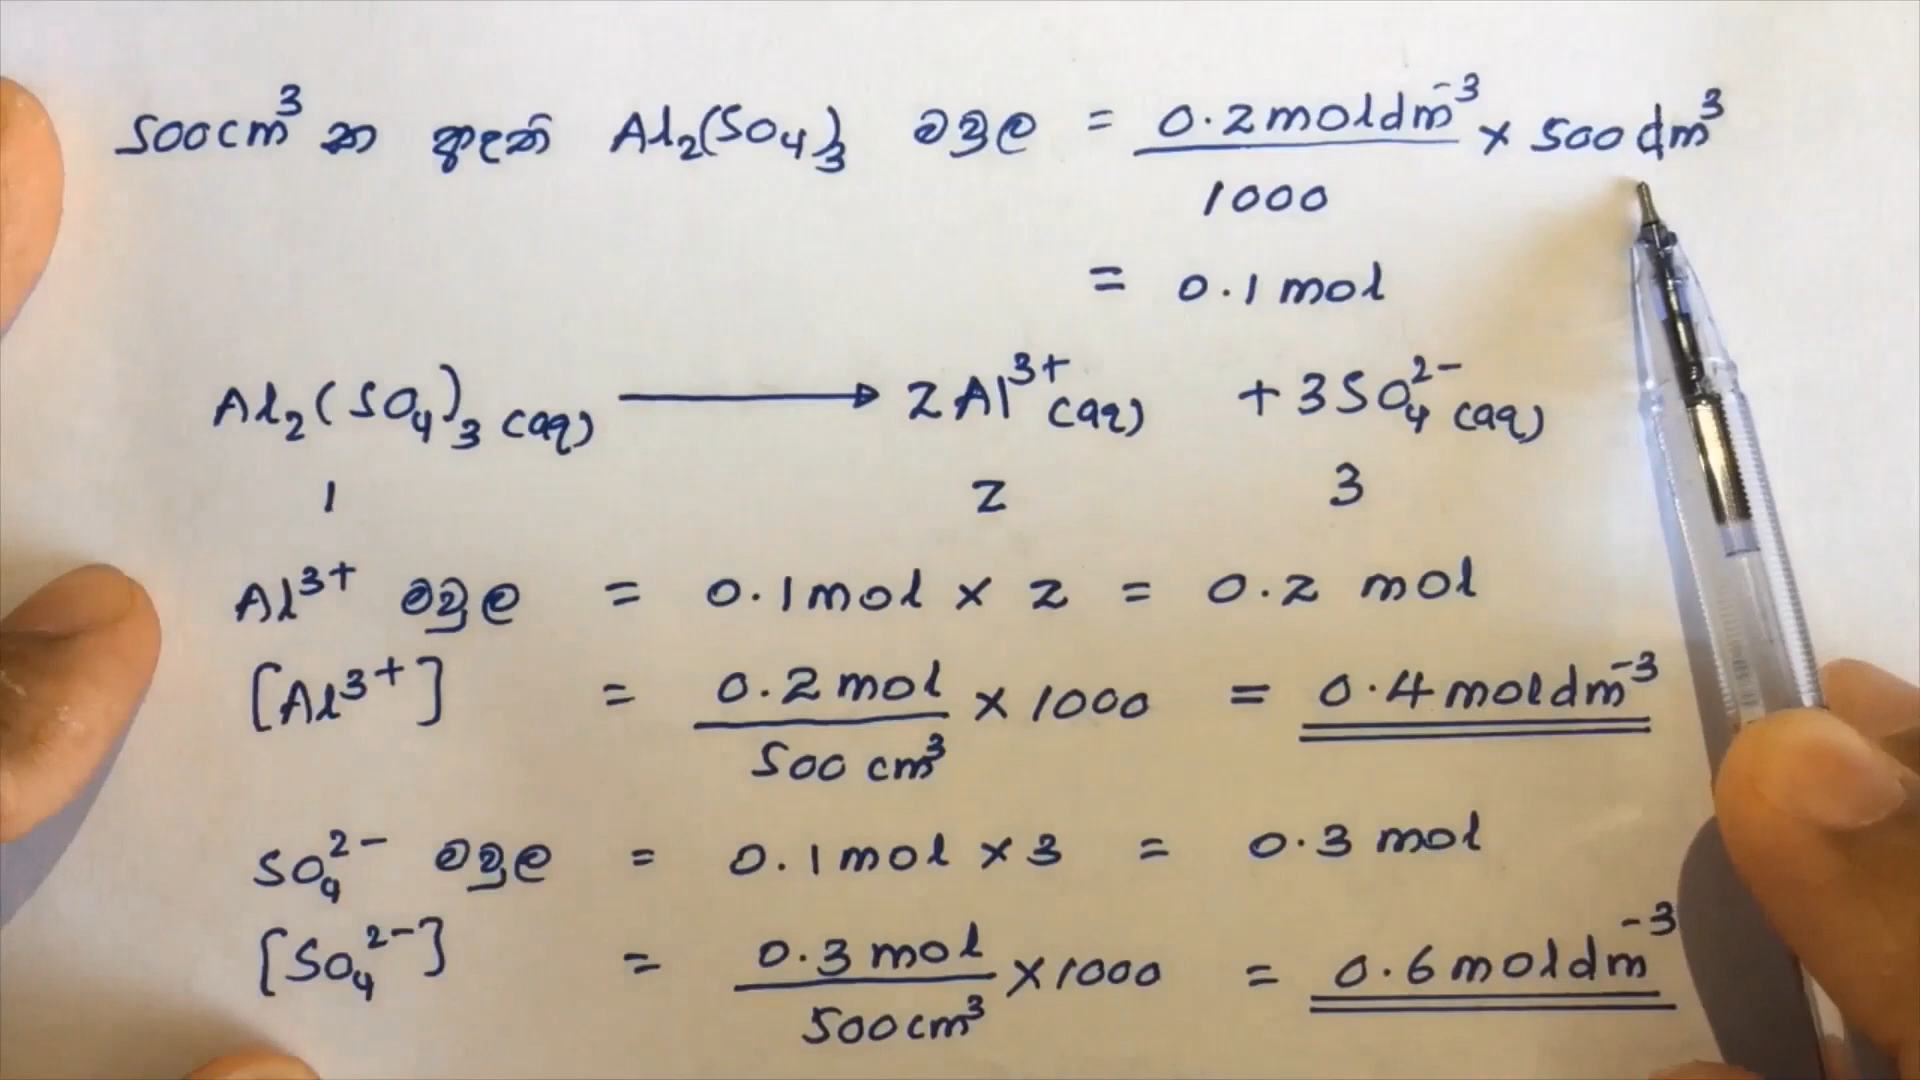 500cm³ ක ඇති Al₂(SO₄)₃ මවුල = 0.2moldm⁻³/1000 × 500dm³
= 0.1mol
Al₂(SO₄)₃(aq) ⟶ 2Al³⁺(aq) + 3SO₄²⁻(aq)
1 2 3
Al³⁺ මවුල = 0.1mol × 2 = 0.2 mol
[Al³⁺] = 0.2mol/500 cm³ × 1000 = 0.4moldm⁻³
SO₄²⁻ මවුල = 0.1mol × 3 = 0.3 mol
[SO₄²⁻] = 0.3mol/500cm³ × 1000 = 0.6moldm⁻³